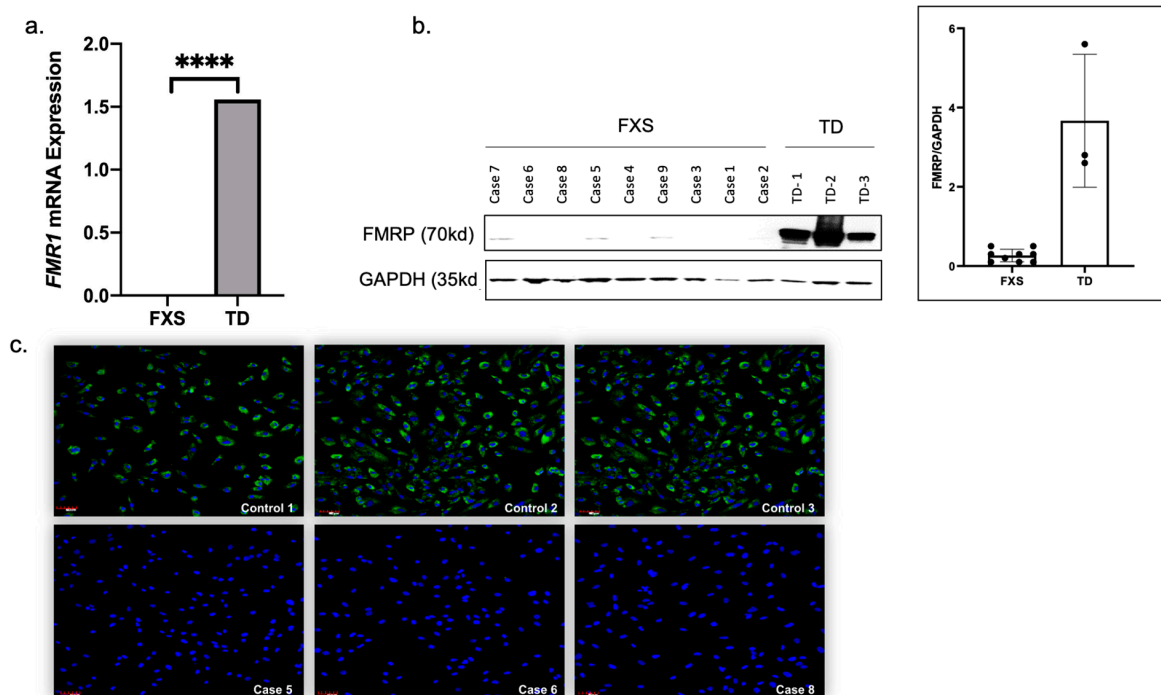 a.
2.0
1.5
1.0
0.5
0.0
FMR1 mRNA Expression
****
FXS
TD
b.
FXS
TD
Case 7
Case 6
Case 8
Case 5
Case 4
Case 9
Case 3
Case 1
Case 2
TD-1
TD-2
TD-3
FMRP (70kd)
GAPDH (35kd
6
4
2
0
FMRP/GAPDH
FXS
TD
c.
Control 1
Control 2
Control 3
Case 5
Case 6
Case 8